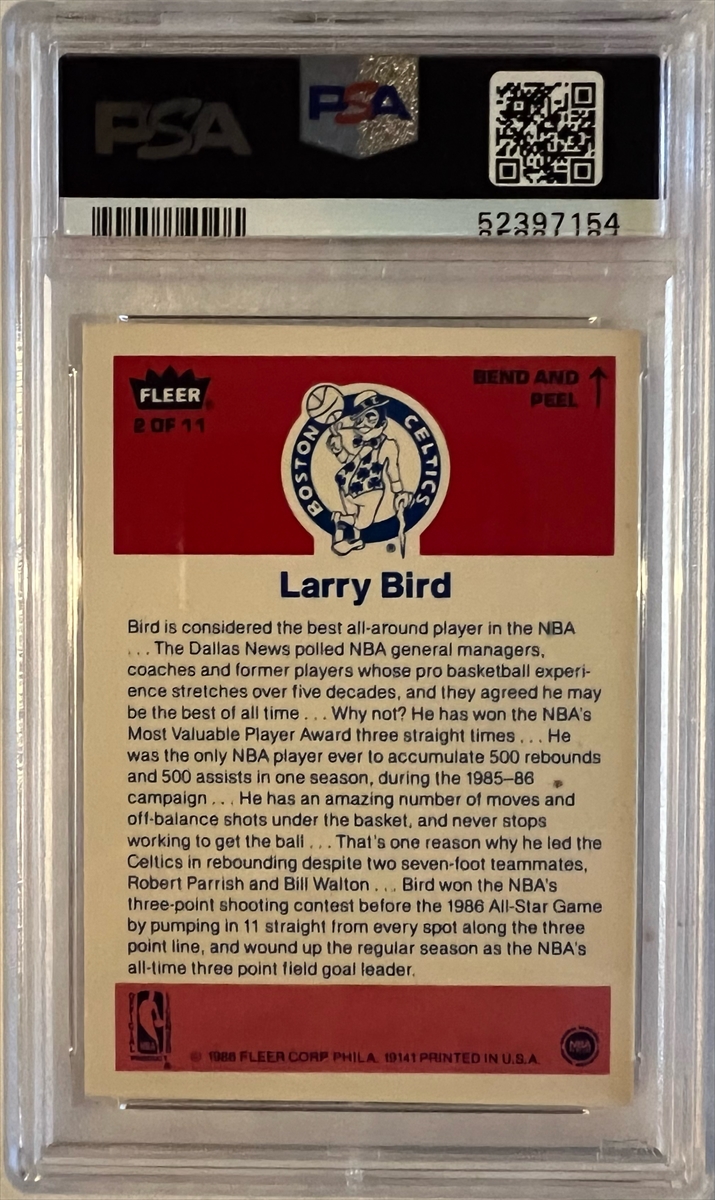 PSA
PSA
52397154
FLEER
2 OF 11
BEND AND
PEEL
BOSTON CELTICS
Larry Bird
Bird is considered the best all-around player in the NBA
... The Dallas News polled NBA general managers,
coaches and former players whose pro basketball experi-
ence stretches over five decades, and they agreed he may
be the best of all time ... Why not? He has won the NBA's
Most Valuable Player Award three straight times ... He
was the only NBA player ever to accumulate 500 rebounds
and 500 assists in one season, during the 1985–86
campaign ... He has an amazing number of moves and
off-balance shots under the basket, and never stops
working to get the ball ... That's one reason why he led the
Celtics in rebounding despite two seven-foot teammates,
Robert Parrish and Bill Walton ... Bird won the NBA's
three-point shooting contest before the 1986 All-Star Game
by pumping in 11 straight from every spot along the three
point line, and wound up the regular season as the NBA's
all-time three point field goal leader.
© 1986 FLEER CORP. PHILA. 19141 PRINTED IN U.S.A.